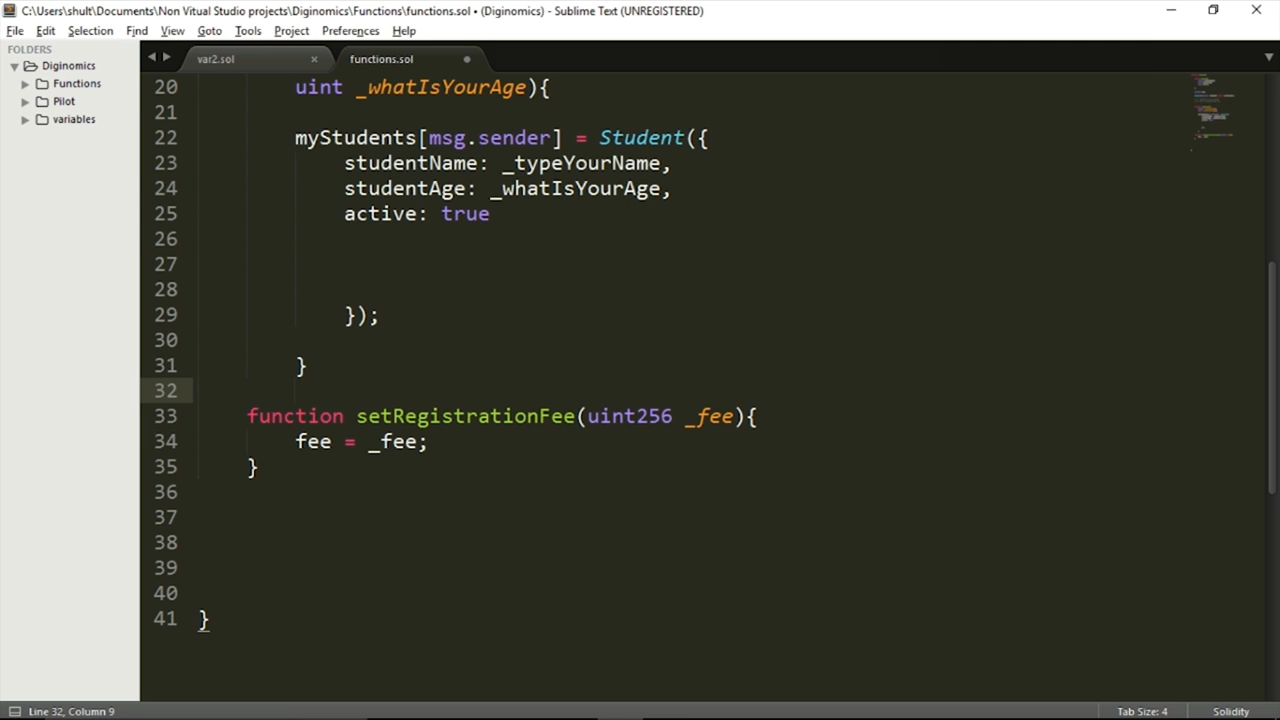 C:\Users\shult\Documents\Non Vitual Studio projects\Diginomics\Functions\functions.sol • (Diginomics) - Sublime Text (UNREGISTERED)
File Edit Selection Find View Goto Tools Project Preferences Help
FOLDERS
Diginomics
Functions
Pilot
variables
var2.sol × functions.sol
20 uint _whatIsYourAge){
21
22 myStudents[msg.sender] = Student({
23 studentName: _typeYourName,
24 studentAge: _whatIsYourAge,
25 active: true
26
27
28
29 });
30
31 }
32
33 function setRegistrationFee(uint256 _fee){
34 fee = _fee;
35 }
36
37
38
39
40
41 }
Line 32, Column 9 Tab Size: 4 Solidity